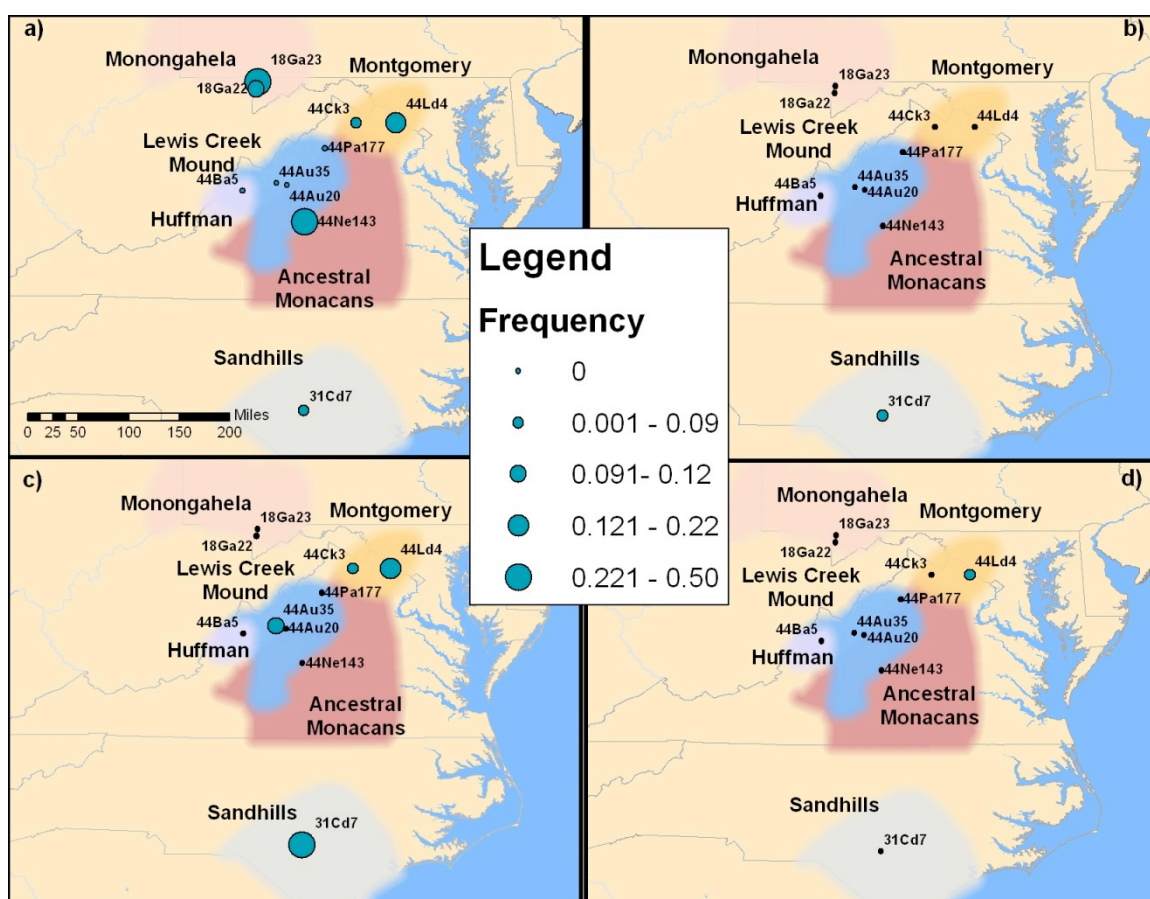 a)
Monongahela
18Ga23
18Ga22
Montgomery
44Ck3
44Ld4
Lewis Creek
Mound
44Pa177
44Ba5
44Au35
44Au20
Huffman
44Ne143
Ancestral
Monacans
Sandhills
31Cd7
0 25 50 100 150 200 Miles
b)
Monongahela
18Ga23
18Ga22
Montgomery
44Ck3
44Ld4
Lewis Creek
Mound
44Pa177
44Ba5
44Au35
44Au20
Huffman
44Ne143
Ancestral
Monacans
Sandhills
31Cd7
Legend
Frequency
0
0.001 - 0.09
0.091- 0.12
0.121 - 0.22
0.221 - 0.50
c)
Monongahela
18Ga23
18Ga22
Montgomery
44Ck3
44Ld4
Lewis Creek
Mound
44Pa177
44Ba5
44Au35
44Au20
Huffman
44Ne143
Ancestral
Monacans
Sandhills
31Cd7
d)
Monongahela
18Ga23
18Ga22
Montgomery
44Ck3
44Ld4
Lewis Creek
Mound
44Pa177
44Ba5
44Au35
44Au20
Huffman
44Ne143
Ancestral
Monacans
Sandhills
31Cd7